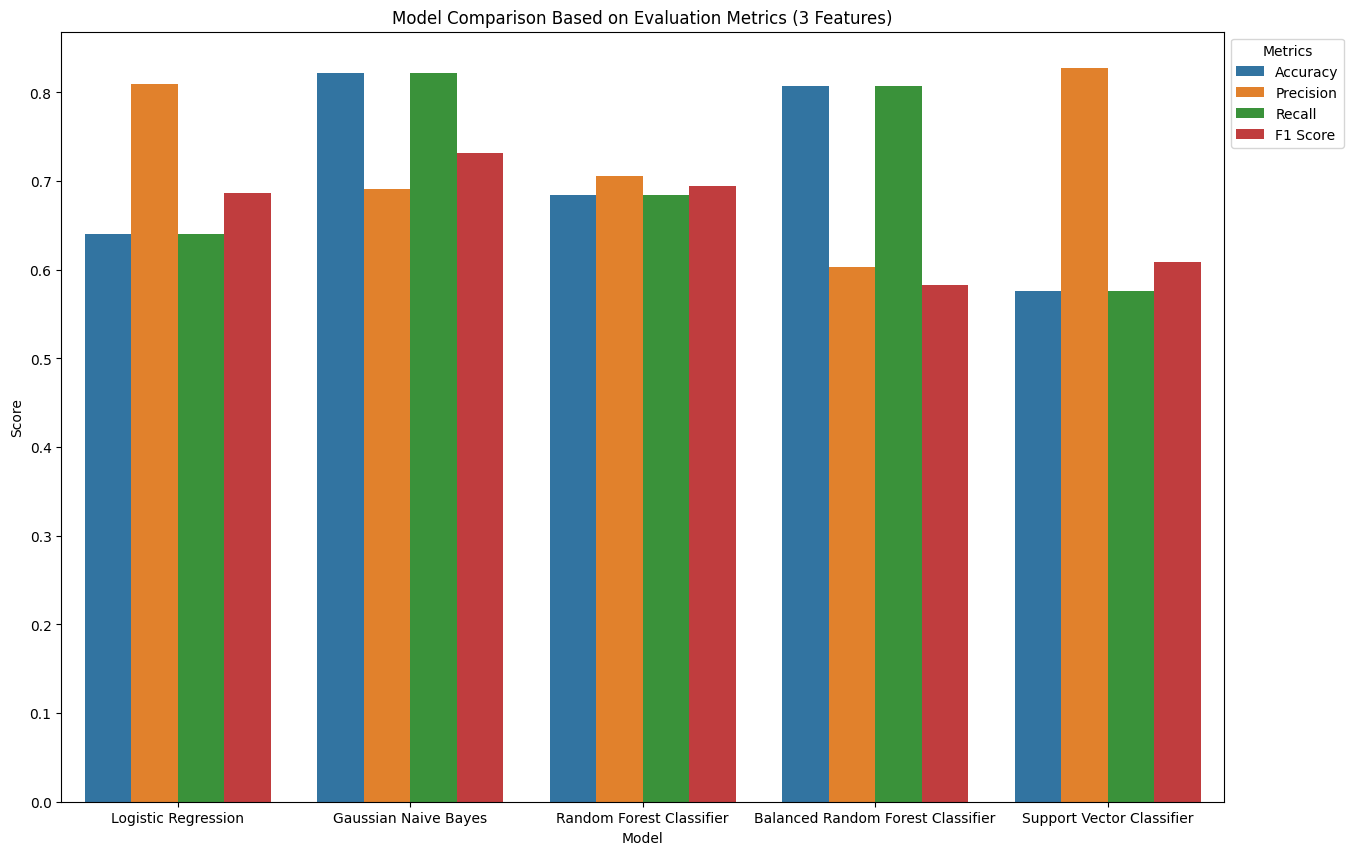 Model Comparison Based on Evaluation Metrics (3 Features)
Metrics
Accuracy
Precision
Recall
F1 Score
Score
0.8
0.7
0.6
0.5
0.4
0.3
0.2
0.1
0.0
Logistic Regression
Gaussian Naive Bayes
Random Forest Classifier
Balanced Random Forest Classifier
Support Vector Classifier
Model